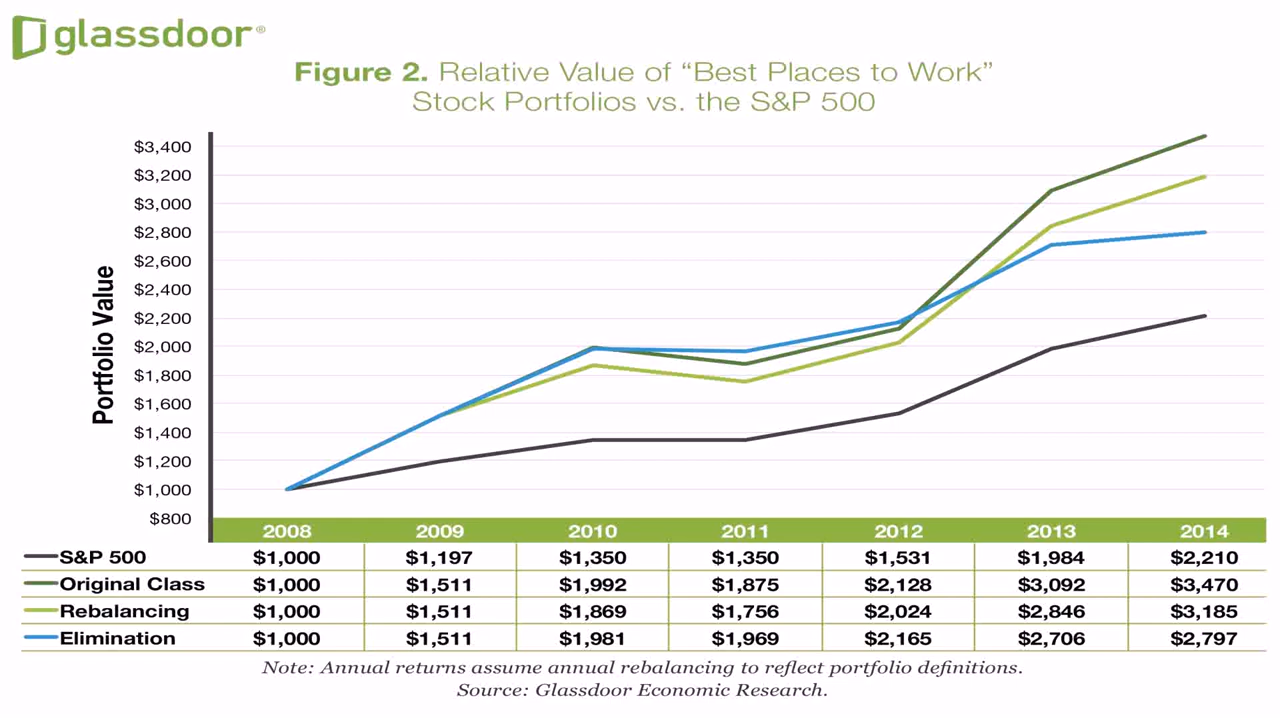 glassdoor®
Figure 2. Relative Value of “Best Places to Work”
Stock Portfolios vs. the S&P 500
Portfolio Value
$3,400
$3,200
$3,000
$2,800
$2,600
$2,400
$2,200
$2,000
$1,800
$1,600
$1,400
$1,200
$1,000
$800
2008 2009 2010 2011 2012 2013 2014
S&P 500 $1,000 $1,197 $1,350 $1,350 $1,531 $1,984 $2,210
Original Class $1,000 $1,511 $1,992 $1,875 $2,128 $3,092 $3,470
Rebalancing $1,000 $1,511 $1,869 $1,756 $2,024 $2,846 $3,185
Elimination $1,000 $1,511 $1,981 $1,969 $2,165 $2,706 $2,797
Note: Annual returns assume annual rebalancing to reflect portfolio definitions.
Source: Glassdoor Economic Research.